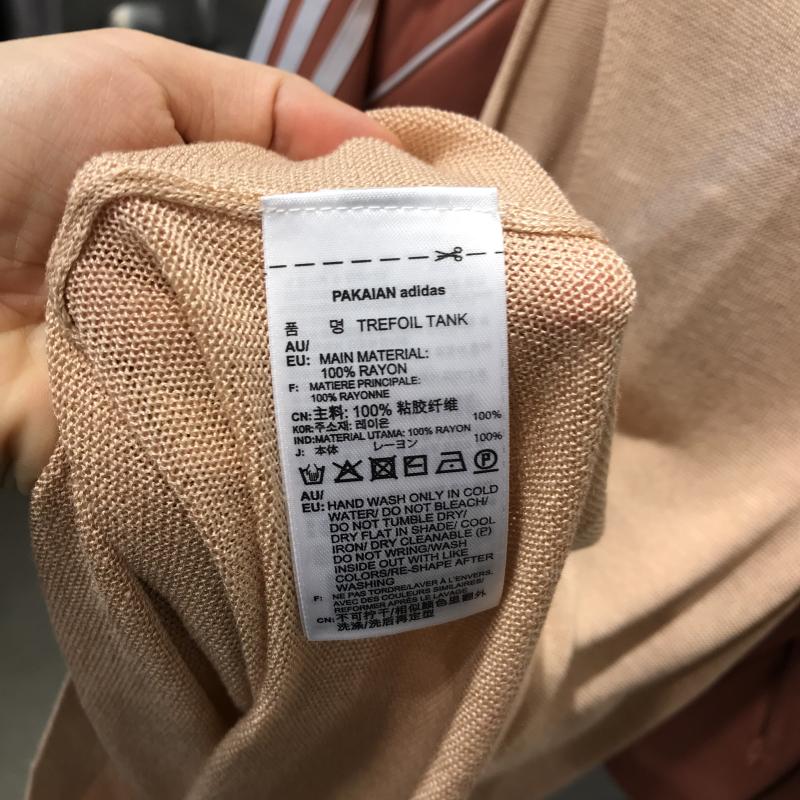 PAKAIAN adidas
품 명 TREFOIL TANK
AU/
EU: MAIN MATERIAL:
100% RAYON
F: MATIERE PRINCIPALE:
100% RAYONNE
CN:主料: 100% 粘胶纤维
KOR:주소재: 레이온 100%
IND:MATERIAL UTAMA: 100% RAYON
J: 本体 レーヨン 100%
AU/
EU: HAND WASH ONLY IN COLD
WATER/ DO NOT BLEACH/
DO NOT TUMBLE DRY/
DRY FLAT IN SHADE/ COOL
IRON/ DRY CLEANABLE (P)
DO NOT WRING/WASH
INSIDE OUT WITH LIKE
COLORS/RE-SHAPE AFTER
WASHING
F: NE PAS TORDRE/LAVER À L'ENVERS,
AVEC DES COULEURS SIMILAIRES/
REFORMER APRÈS LE LAVAGE
CN:不可拧干/相似颜色里翻外
洗涤/洗后再定型